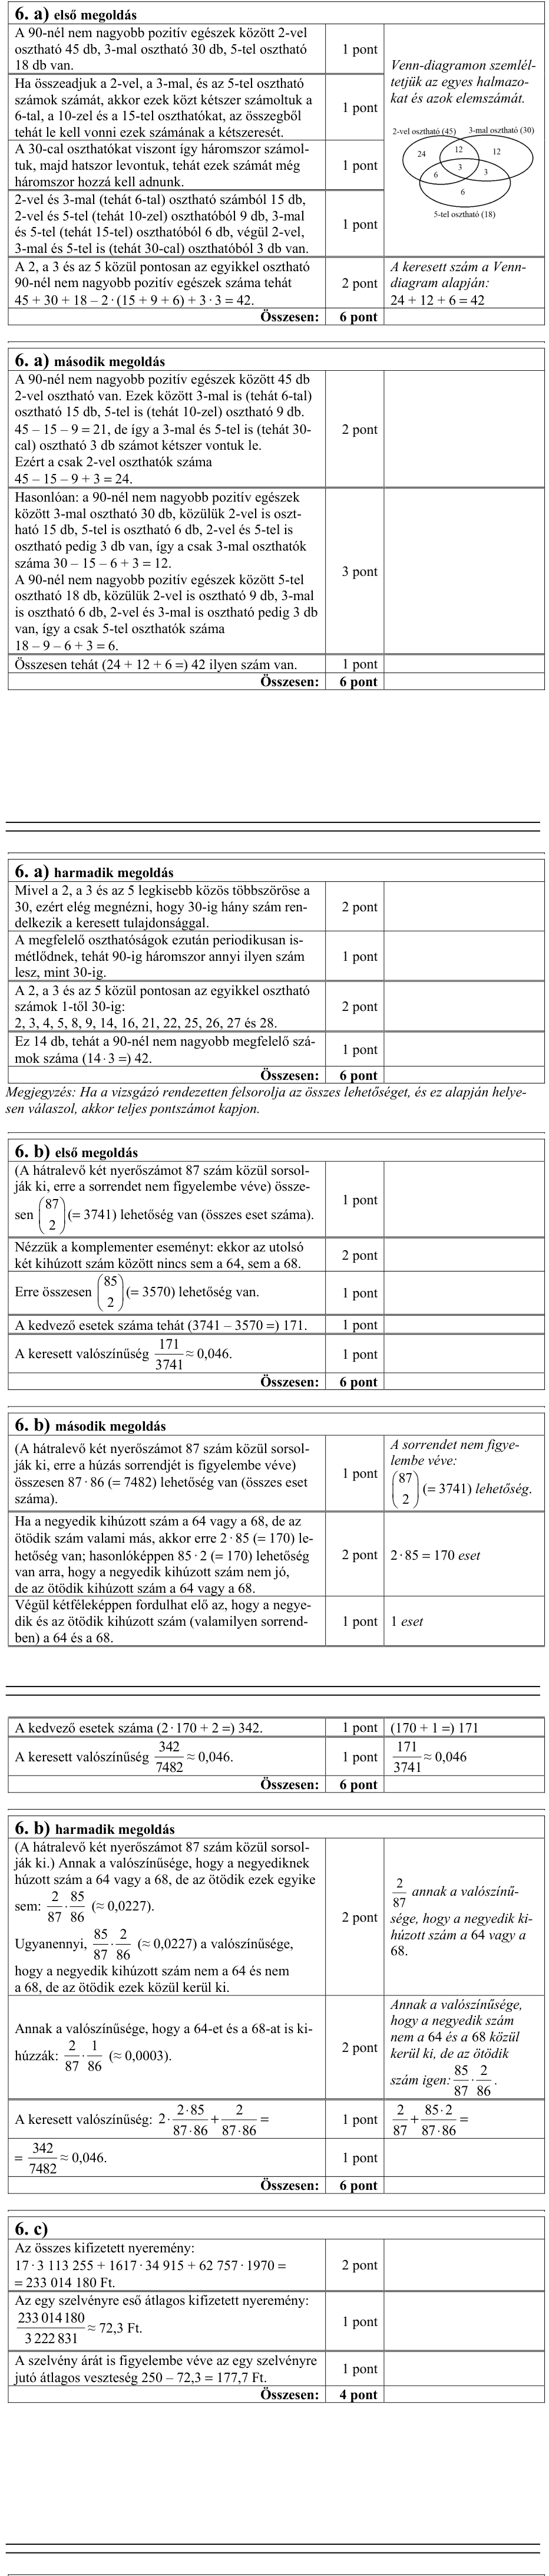 6. a) első megoldás
A 90-nél nem nagyobb pozitív egészek között 2-vel
osztható 45 db, 3-mal osztható 30 db, 5-tel osztható
18 db van.
1 pont
Ha összeadjuk a 2-vel, a 3-mal, és az 5-tel osztható
számok számát, akkor ezek közt kétszer számoltuk a
6-tal, a 10-zel és a 15-tel oszthatókat, az összegből
tehát le kell vonni ezek számának a kétszeresét.
1 pont
A 30-cal oszthatókat viszont így háromszor számol-
tuk, majd hatszor levontuk, tehát ezek számát még
háromszor hozzá kell adnunk.
1 pont
2-vel és 3-mal (tehát 6-tal) osztható számból 15 db,
2-vel és 5-tel (tehát 10-zel) oszthatóból 9 db, 3-mal
és 5-tel (tehát 15-tel) oszthatóból 6 db, végül 2-vel,
3-mal és 5-tel is (tehát 30-cal) oszthatóból 3 db van.
1 pont
Venn-diagramon szemlél-
tetjük az egyes halmazo-
kat és azok elemszámát.
2-vel osztható (45) 3-mal osztható (30)
24 12 12
3
6 3
6
5-tel osztható (18)
A 2, a 3 és az 5 közül pontosan az egyikkel osztható
90-nél nem nagyobb pozitív egészek száma tehát
45 + 30 + 18 – 2 · (15 + 9 + 6) + 3 · 3 = 42.
2 pont
A keresett szám a Venn-
diagram alapján:
24 + 12 + 6 = 42
Összesen: 6 pont
6. a) második megoldás
A 90-nél nem nagyobb pozitív egészek között 45 db
2-vel osztható van. Ezek között 3-mal is (tehát 6-tal)
osztható 15 db, 5-tel is (tehát 10-zel) osztható 9 db.
45 – 15 – 9 = 21, de így a 3-mal és 5-tel is (tehát 30-
cal) osztható 3 db számot kétszer vontuk le.
Ezért a csak 2-vel oszthatók száma
45 – 15 – 9 + 3 = 24.
2 pont
Hasonlóan: a 90-nél nem nagyobb pozitív egészek
között 3-mal osztható 30 db, közülük 2-vel is oszt-
ható 15 db, 5-tel is osztható 6 db, 2-vel és 5-tel is
osztható pedig 3 db van, így a csak 3-mal oszthatók
száma 30 – 15 – 6 + 3 = 12.
A 90-nél nem nagyobb pozitív egészek között 5-tel
osztható 18 db, közülük 2-vel is osztható 9 db, 3-mal
is osztható 6 db, 2-vel és 3-mal is osztható pedig 3 db
van, így a csak 5-tel oszthatók száma
18 – 9 – 6 + 3 = 6.
3 pont
Összesen tehát (24 + 12 + 6 =) 42 ilyen szám van.
1 pont
Összesen: 6 pont
6. a) harmadik megoldás
Mivel a 2, a 3 és az 5 legkisebb közös többszöröse a
30, ezért elég megnézni, hogy 30-ig hány szám ren-
delkezik a keresett tulajdonsággal.
2 pont
A megfelelő oszthatóságok ezután periodikusan is-
métlődnek, tehát 90-ig háromszor annyi ilyen szám
lesz, mint 30-ig.
1 pont
A 2, a 3 és az 5 közül pontosan az egyikkel osztható
számok 1-től 30-ig:
2, 3, 4, 5, 8, 9, 14, 16, 21, 22, 25, 26, 27 és 28.
2 pont
Ez 14 db, tehát a 90-nél nem nagyobb megfelelő szá-
mok száma (14 · 3 =) 42.
1 pont
Összesen: 6 pont
Megjegyzés: Ha a vizsgázó rendezetten felsorolja az összes lehetőséget, és ez alapján helye-
sen válaszol, akkor teljes pontszámot kapjon.
6. b) első megoldás
(A hátralevő két nyerőszámot 87 szám közül sorsol-
ják ki, erre a sorrendet nem figyelembe véve) össze-
sen (87 2) (= 3741) lehetőség van (összes eset száma).
1 pont
Nézzük a komplementer eseményt: ekkor az utolsó
két kihúzott szám között nincs sem a 64, sem a 68.
2 pont
Erre összesen (85 2) (= 3570) lehetőség van.
1 pont
A kedvező esetek száma tehát (3741 – 3570 =) 171.
1 pont
A keresett valószínűség 171/3741 ≈ 0,046.
1 pont
Összesen: 6 pont
6. b) második megoldás
(A hátralevő két nyerőszámot 87 szám közül sorsol-
ják ki, erre a húzás sorrendjét is figyelembe véve)
összesen 87 · 86 (= 7482) lehetőség van (összes eset
száma).
1 pont
A sorrendet nem figye-
lembe véve:
(87 2) (= 3741) lehetőség.
Ha a negyedik kihúzott szám a 64 vagy a 68, de az
ötödik szám valami más, akkor erre 2 · 85 (= 170) le-
hetőség van; hasonlóképpen 85 · 2 (= 170) lehetőség
van arra, hogy a negyedik kihúzott szám nem jó,
de az ötödik kihúzott szám a 64 vagy a 68.
2 pont
2 · 85 = 170 eset
Végül kétféleképpen fordulhat elő az, hogy a negye-
dik és az ötödik kihúzott szám (valamilyen sorrend-
ben) a 64 és a 68.
1 pont
1 eset
A kedvező esetek száma (2 · 170 + 2 =) 342.
1 pont
(170 + 1 =) 171
A keresett valószínűség 342/7482 ≈ 0,046.
1 pont
171/3741 ≈ 0,046
Összesen: 6 pont
6. b) harmadik megoldás
(A hátralevő két nyerőszámot 87 szám közül sorsol-
ják ki.) Annak a valószínűsége, hogy a negyediknek
húzott szám a 64 vagy a 68, de az ötödik ezek egyike
sem: 2/87 · 85/86 (≈ 0,0227).
Ugyanennyi, 85/87 · 2/86 (≈ 0,0227) a valószínűsége,
hogy a negyedik kihúzott szám nem a 64 és nem
a 68, de az ötödik ezek közül kerül ki.
2 pont
2/87 annak a valószínű-
sége, hogy a negyedik ki-
húzott szám a 64 vagy a
68.
Annak a valószínűsége, hogy a 64-et és a 68-at is ki-
húzzák: 2/87 · 1/86 (≈ 0,0003).
2 pont
Annak a valószínűsége,
hogy a negyedik szám
nem a 64 és a 68 közül
kerül ki, de az ötödik
szám igen: 85/87 · 2/86.
A keresett valószínűség: 2 · 2·85/87·86 + 2/87·86 =
1 pont
2/87 + 85·2/87·86 =
= 342/7482 ≈ 0,046.
1 pont
Összesen: 6 pont
6. c)
Az összes kifizetett nyeremény:
17 · 3 113 255 + 1617 · 34 915 + 62 757 · 1970 =
= 233 014 180 Ft.
2 pont
Az egy szelvényre eső átlagos kifizetett nyeremény:
233 014 180/3 222 831 ≈ 72,3 Ft.
1 pont
A szelvény árát is figyelembe véve az egy szelvényre
jutó átlagos veszteség 250 – 72,3 = 177,7 Ft.
1 pont
Összesen: 4 pont